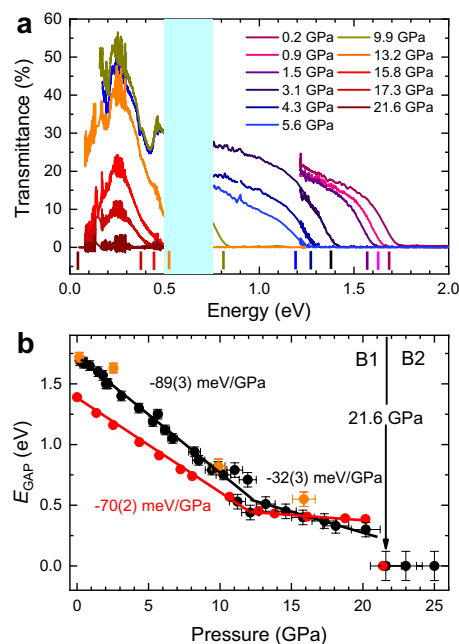 a
Transmittance (%)
60
50
40
30
20
10
0
0.2 GPa
0.9 GPa
1.5 GPa
3.1 GPa
4.3 GPa
5.6 GPa
9.9 GPa
13.2 GPa
15.8 GPa
17.3 GPa
21.6 GPa
0.0 0.5 1.0 1.5 2.0
Energy (eV)
b
E_GAP (eV)
1.5
1.0
0.5
0.0
-89(3) meV/GPa
-70(2) meV/GPa
-32(3) meV/GPa
B1 B2
21.6 GPa
0 5 10 15 20 25
Pressure (GPa)